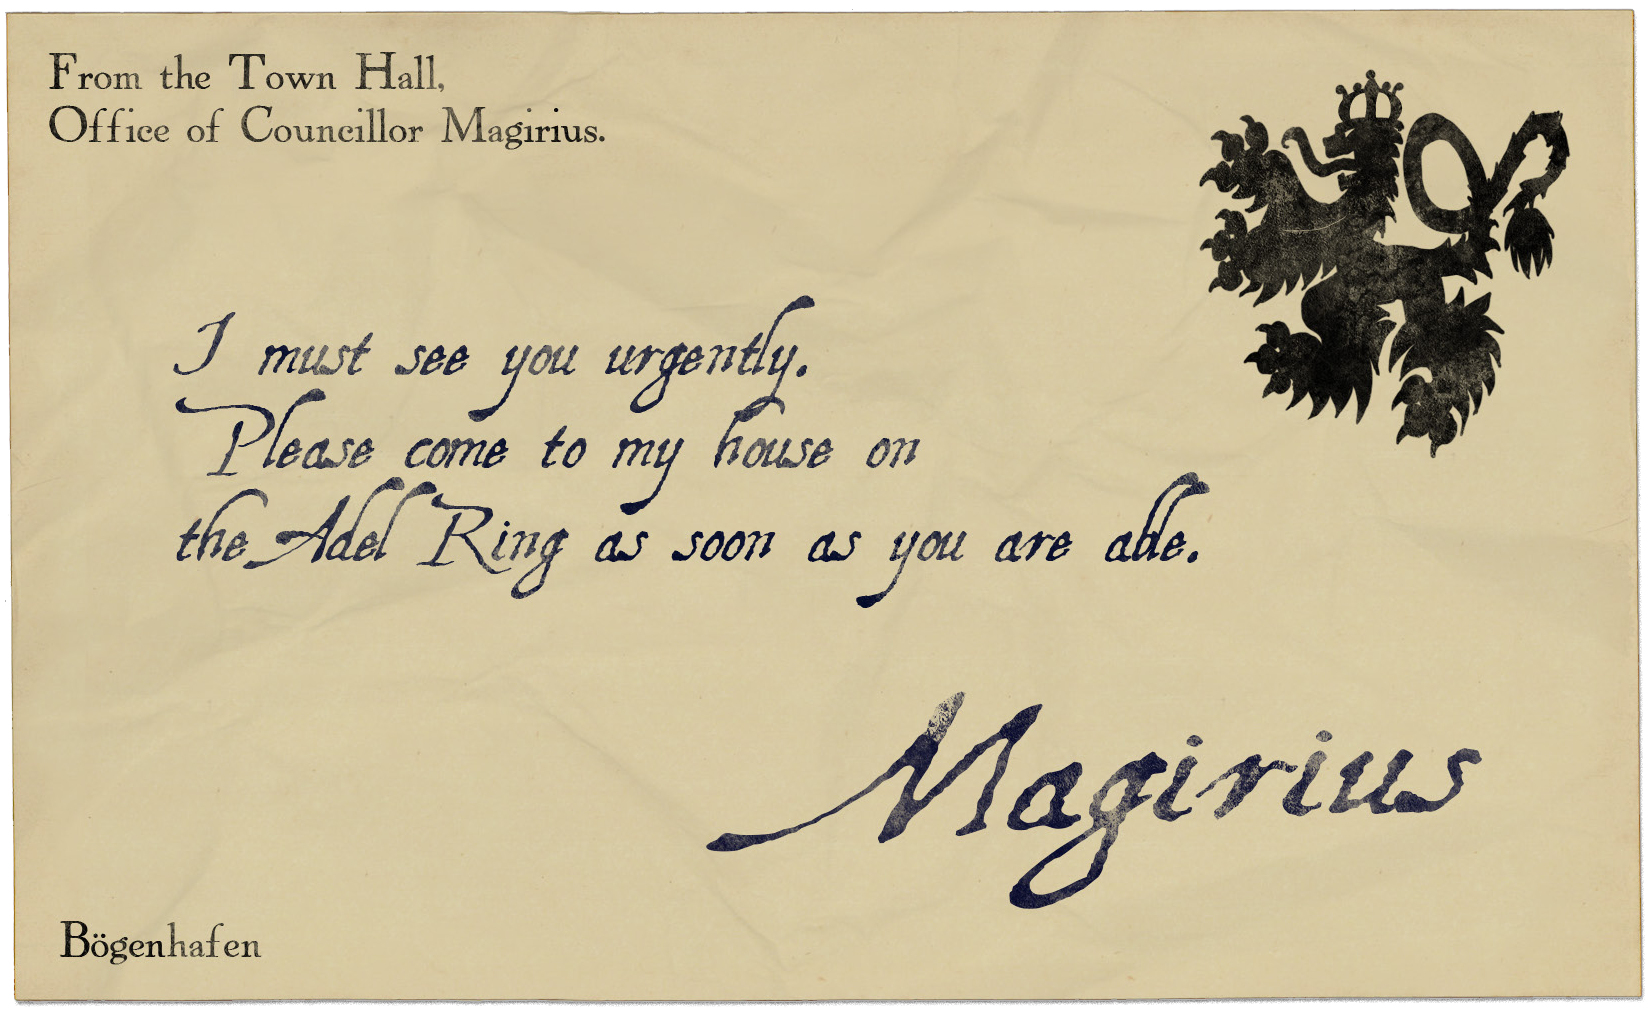 From the Town Hall,
Office of Councillor Magirius.
I must see you urgently.
Please come to my house on
the Adel Ring as soon as you are able.
Magirius
Bögenhafen